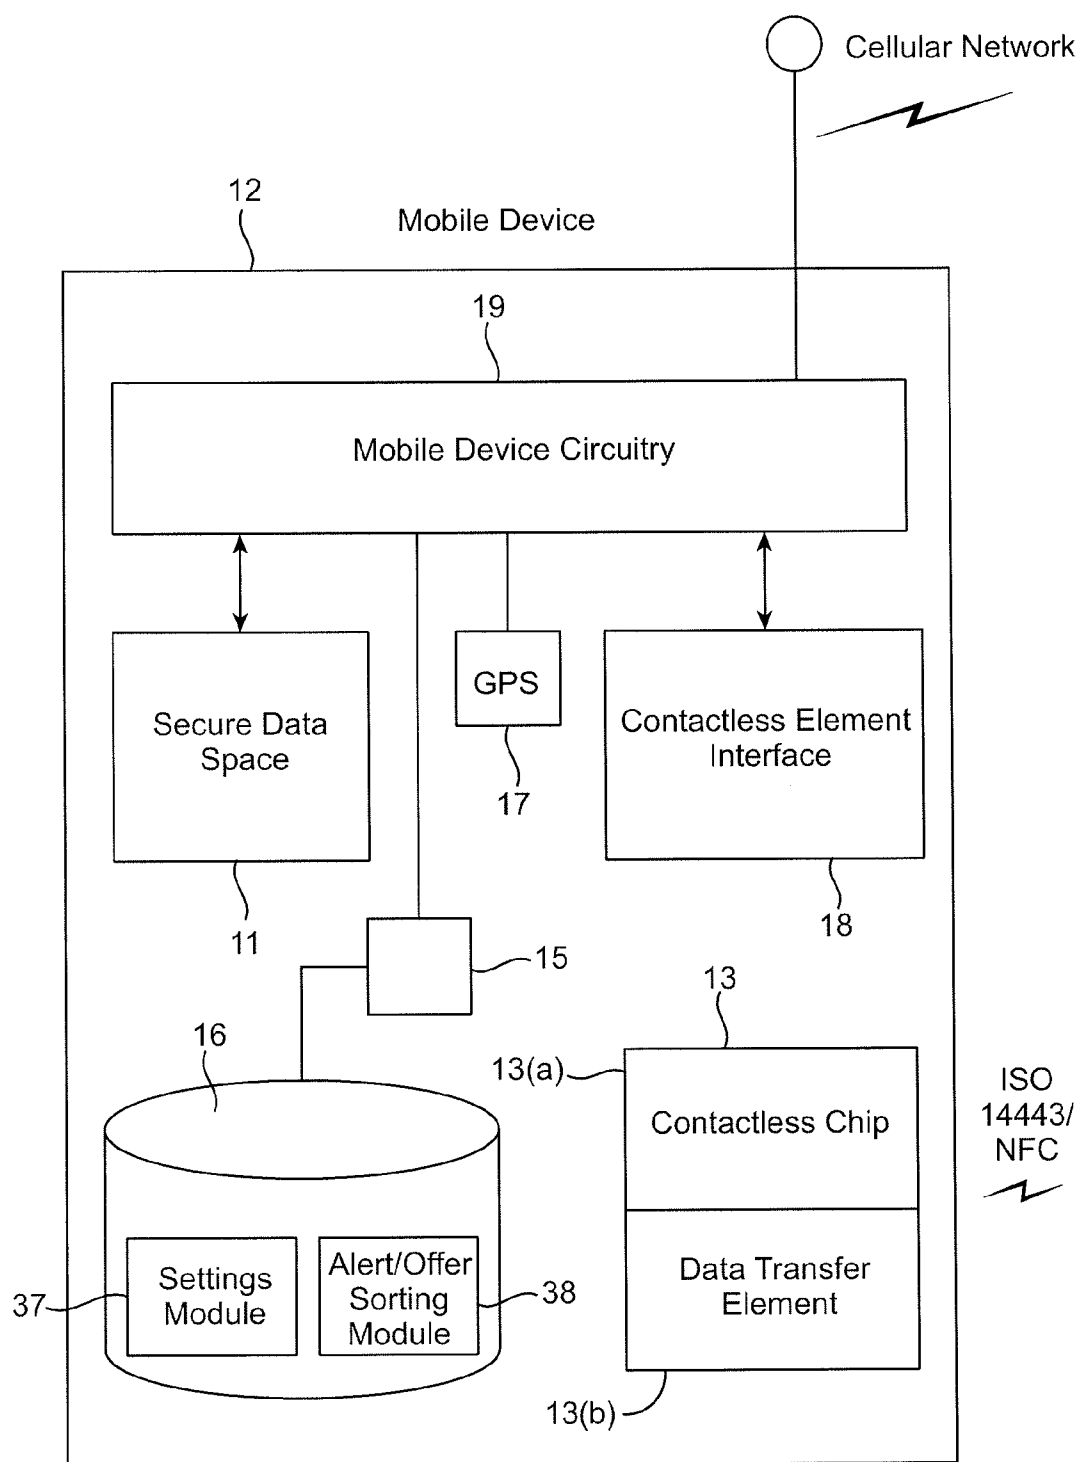 Cellular Network
12
Mobile Device
19
Mobile Device Circuitry
Secure Data
Space
GPS
Contactless Element
Interface
17
11
18
15
13
16
13(a)
Contactless Chip
ISO
14443/
NFC
Data Transfer
Element
Settings
Module
Alert/Offer
Sorting
Module
37
38
13(b)